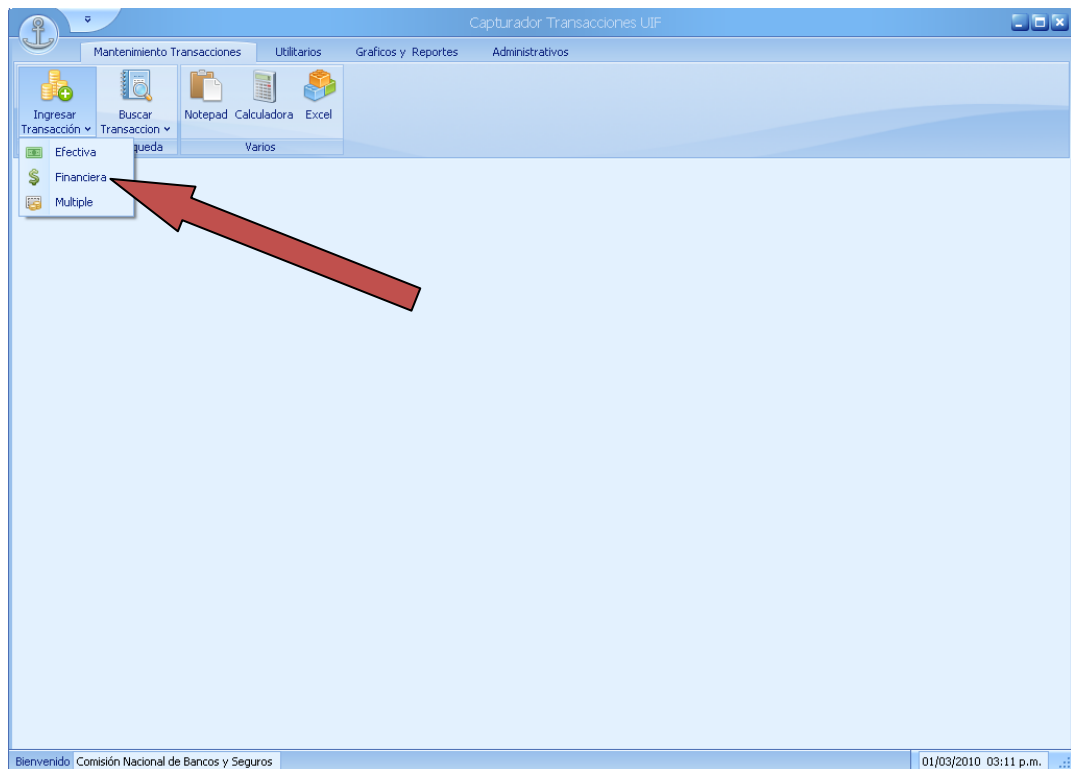 Capturador Transacciones UIF
Mantenimiento Transacciones Utilitarios Graficos y Reportes Administrativos
Ingresar Transacción
Buscar Transaccion
Notepad Calculadora Excel
queda Varios
Efectiva
Financiera
Multiple
Bienvenido Comisión Nacional de Bancos y Seguros 01/03/2010 03:11 p.m.